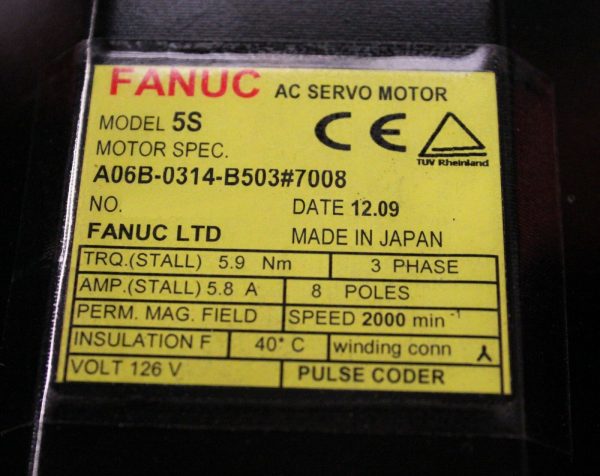 FANUC AC SERVO MOTOR
MODEL 5S
MOTOR SPEC.
CE
TUV Rheinland
A06B-0314-B503#7008
NO. DATE 12.09
FANUC LTD MADE IN JAPAN
TRQ.(STALL) 5.9 Nm 3 PHASE
AMP.(STALL) 5.8 A 8 POLES
PERM. MAG. FIELD SPEED 2000 min⁻¹
INSULATION F 40° C winding conn
VOLT 126 V PULSE CODER